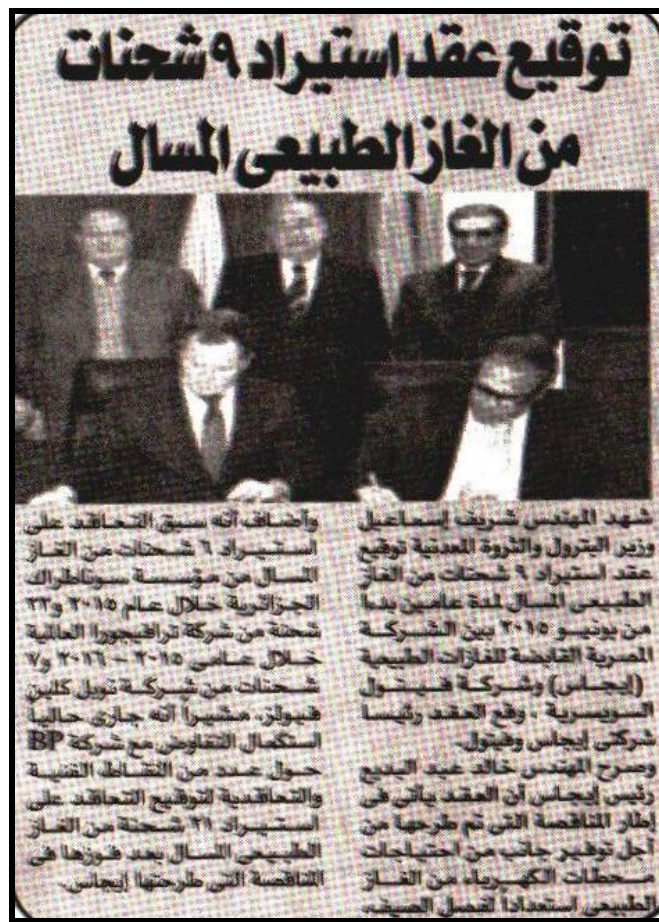 توقيع عقد استيراد ٩ شحنات
من الغاز الطبيعى المسال
شهد المهندس شريف إسماعيل
وزير البترول والثروة المعدنية توقيع
عقد استيراد ٩ شحنات من الغاز
الطبيعى المسال لمدة عامين بدءا
من يونيو ٢٠١٥ بين الشركة
المصرية القابضة للغازات الطبيعية
(إيجاس) وشركة فيتول
السويسرية ، وقع العقد رئيسا
شركتى إيجاس وفيتول.
وصرح المهندس خالد عبد البديع
رئيس إيجاس أن العقد يأتى فى
إطار المناقصة التى تم طرحها من
أجل توفير جانب من احتياجات
محطات الكهرباء من الغاز
الطبيعى استعداداً لفصل الصيف.
وأضاف أنه سبق التعاقد على
استيراد ٦ شحنات من الغاز
المسال من مؤسسة سوناطراك
الجزائرية خلال عام ٢٠١٥ و٣٣
شحنة من شركة ترافيجورا العالمية
خلال عامى ٢٠١٥ - ٢٠١٦ و٧
شحنات من شركة نوبل كلين
فيولز، مشيراً أنه جارى حاليا
استكمال التفاوض مع شركة BP
حول عدد من النقاط الفنية
والتعاقدية لتوقيع التعاقد على
استيراد ٢١ شحنة من الغاز
الطبيعى المسال بعد فوزها فى
المناقصة التى طرحتها إيجاس.